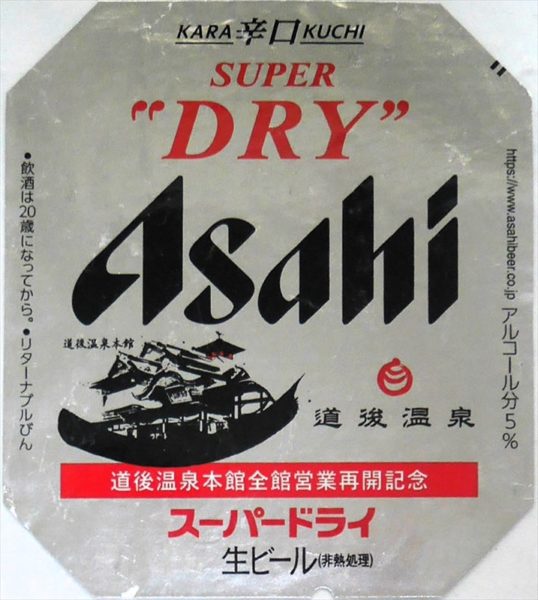 KARA 辛口 KUCHI
SUPER
"DRY"
Asahi
•飲酒は20歳になってから。•リターナブルびん
https://www.asahibeer.co.jp アルコール分5%
道後温泉本館
道後温泉
道後温泉本館全館営業再開記念
スーパードライ
生ビール(非熱処理)